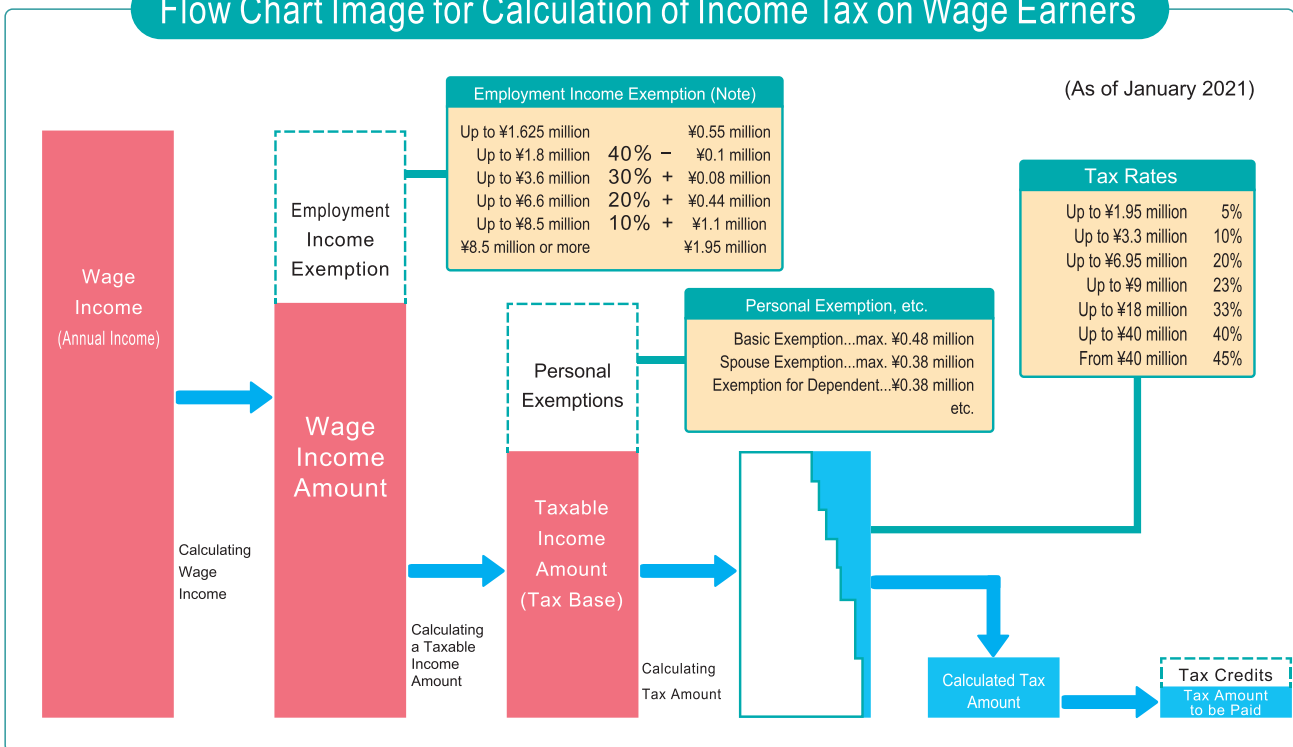 Flow Chart Image for Calculation of Income Tax on Wage Earners
(As of January 2021)
Wage
Income
(Annual Income)
Calculating
Wage
Income
Employment
Income
Exemption
Wage
Income
Amount
Employment Income Exemption (Note)
Up to ¥1.625 million ¥0.55 million
Up to ¥1.8 million 40% − ¥0.1 million
Up to ¥3.6 million 30% + ¥0.08 million
Up to ¥6.6 million 20% + ¥0.44 million
Up to ¥8.5 million 10% + ¥1.1 million
¥8.5 million or more ¥1.95 million
Calculating
a Taxable
Income
Amount
Personal
Exemptions
Taxable
Income
Amount
(Tax Base)
Personal Exemption, etc.
Basic Exemption...max. ¥0.48 million
Spouse Exemption...max. ¥0.38 million
Exemption for Dependent...¥0.38 million
etc.
Calculating
Tax Amount
Tax Rates
Up to ¥1.95 million 5%
Up to ¥3.3 million 10%
Up to ¥6.95 million 20%
Up to ¥9 million 23%
Up to ¥18 million 33%
Up to ¥40 million 40%
From ¥40 million 45%
Calculated Tax
Amount
Tax Credits
Tax Amount
to be Paid